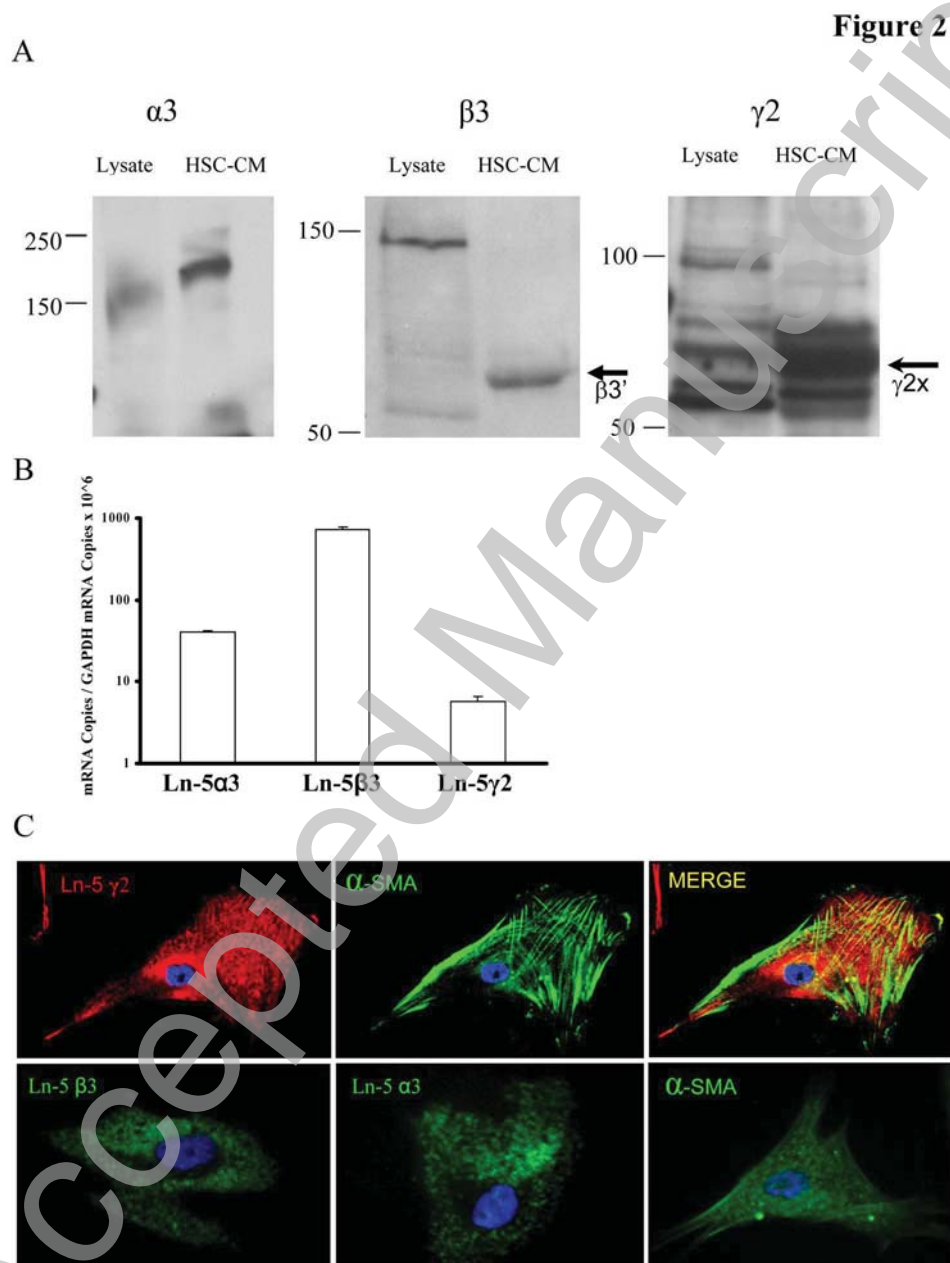 Figure 2
A
α3
β3
γ2
Lysate HSC-CM
Lysate HSC-CM
Lysate HSC-CM
250
150
150
50
β3'
100
50
γ2x
B
mRNA Copies / GAPDH mRNA Copies x 10^6
1000
100
10
1
Ln-5α3 Ln-5β3 Ln-5γ2
C
Ln-5 γ2
α-SMA
MERGE
Ln-5 β3
Ln-5 α3
α-SMA
ccepted Manuscrip